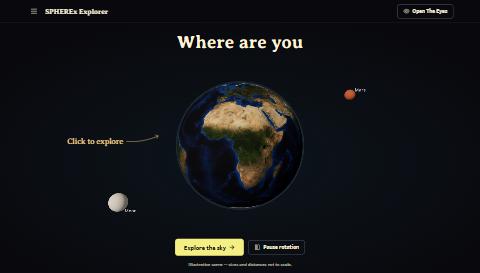 SPHEREx Explorer
Open The Eyes
Where are you
Mars
Click to explore
Moon
Explore the sky →
Pause rotation
Illustrative scene — sizes and distances not to scale.